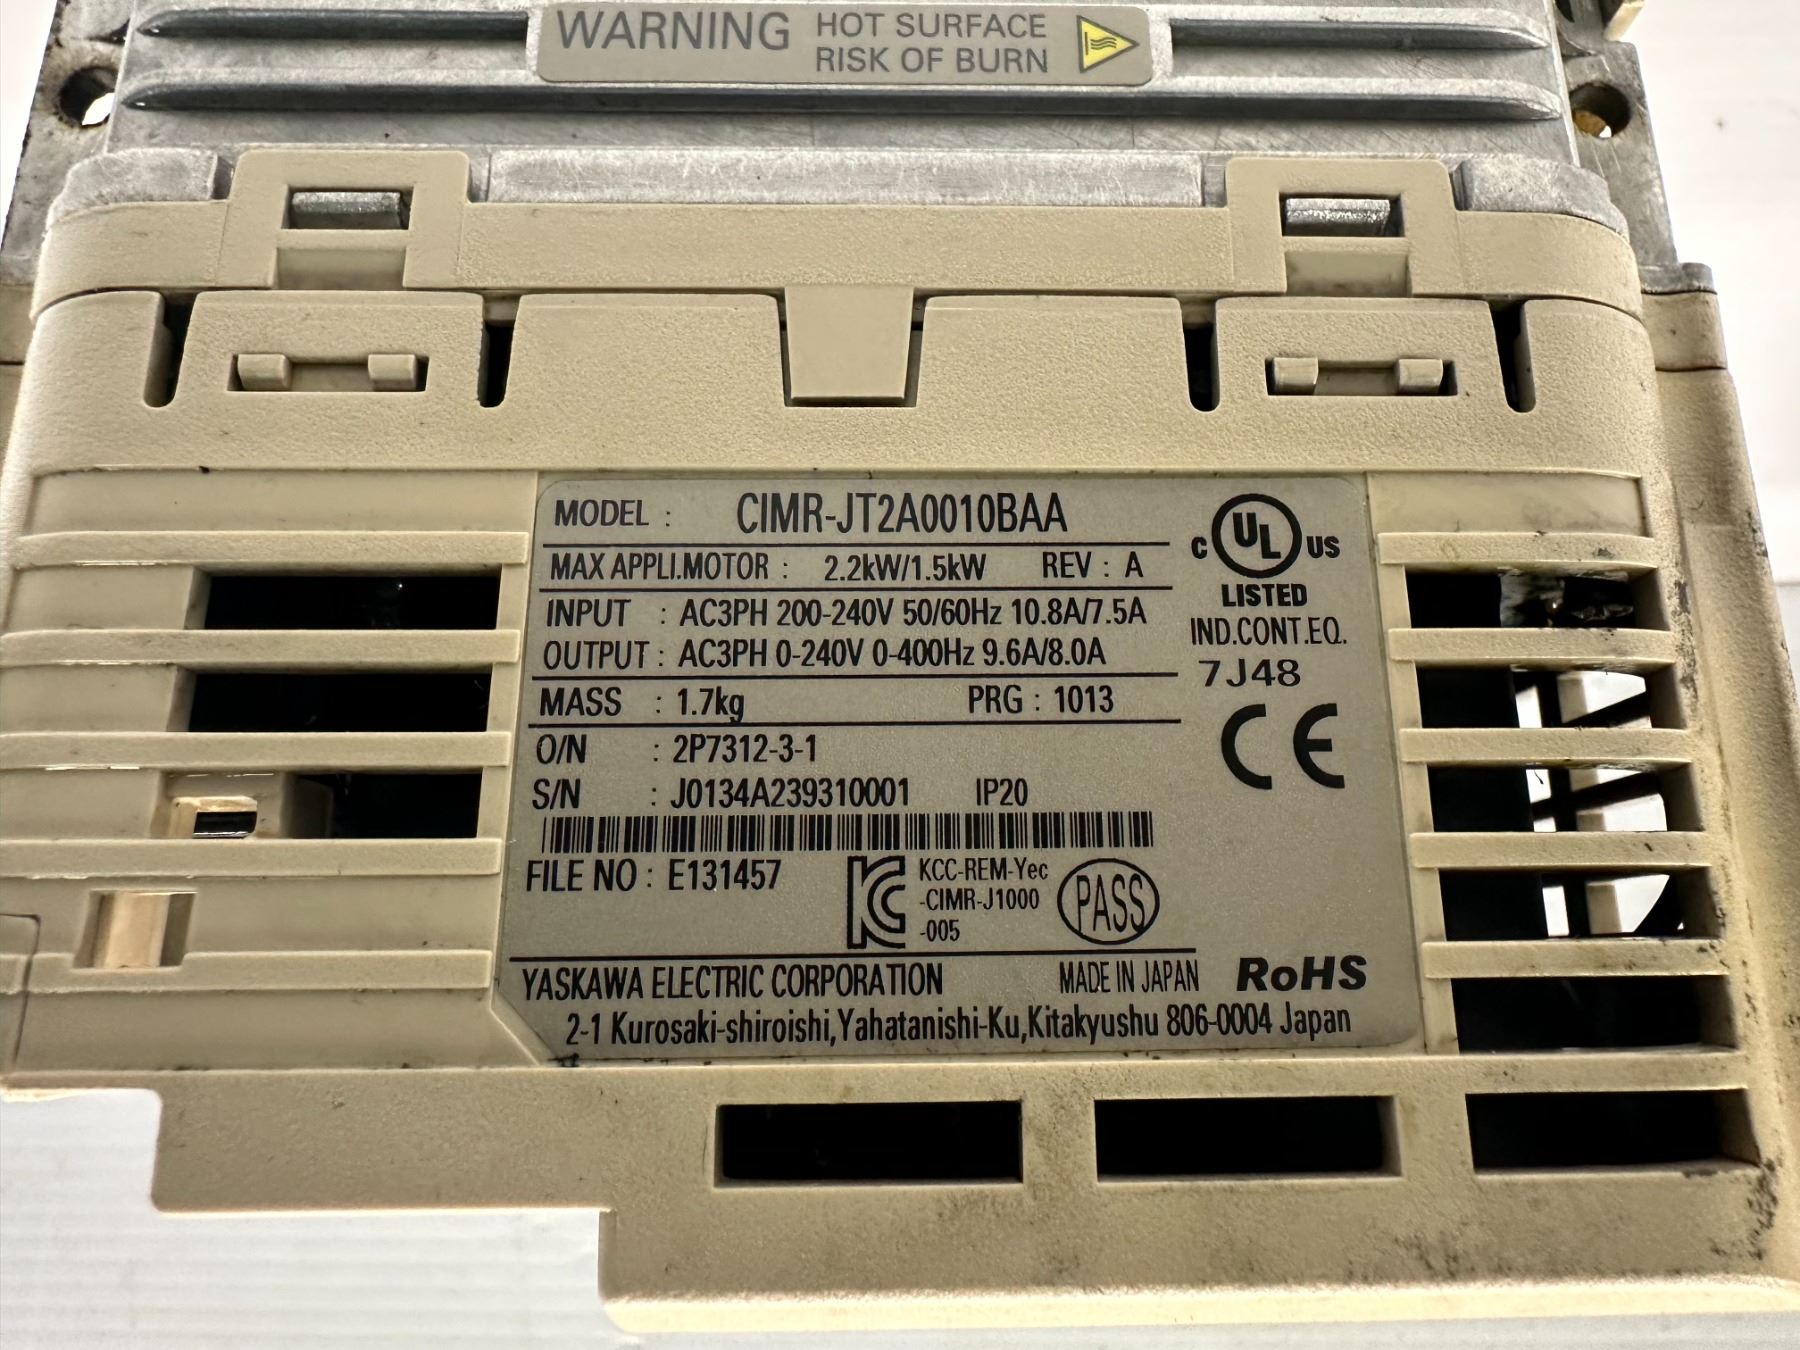 WARNING HOT SURFACE
RISK OF BURN
MODEL : CIMR-JT2A0010BAA
MAX APPLI.MOTOR : 2.2kW/1.5kW REV : A
INPUT : AC3PH 200-240V 50/60Hz 10.8A/7.5A
OUTPUT : AC3PH 0-240V 0-400Hz 9.6A/8.0A
MASS : 1.7kg PRG : 1013
O/N : 2P7312-3-1
S/N : J0134A239310001 IP20
FILE NO : E131457
KC
KCC-REM-Yec
-CIMR-J1000
-005
PASS
C UL US
LISTED
IND.CONT.EQ.
7J48
CE
YASKAWA ELECTRIC CORPORATION MADE IN JAPAN RoHS
2-1 Kurosaki-shiroishi,Yahatanishi-Ku,Kitakyushu 806-0004 Japan